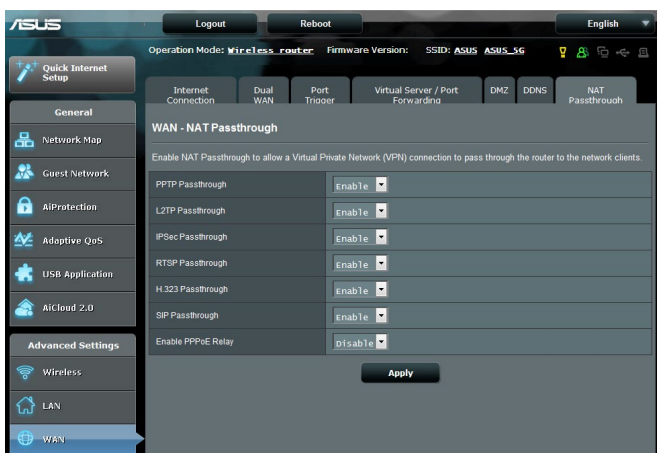 ASUS
Logout
Reboot
English
Operation Mode: Wireless router Firmware Version: SSID: ASUS ASUS_5G
Quick Internet
Setup
Internet
Connection
Dual
WAN
Port
Trigger
Virtual Server / Port
Forwarding
DMZ
DDNS
NAT
Passthrough
General
Network Map
Guest Network
AiProtection
Adaptive QoS
USB Application
AiCloud 2.0
Advanced Settings
Wireless
LAN
WAN
WAN - NAT Passthrough
Enable NAT Passthrough to allow a Virtual Private Network (VPN) connection to pass through the router to the network clients.
PPTP Passthrough Enable
L2TP Passthrough Enable
IPSec Passthrough Enable
RTSP Passthrough Enable
H.323 Passthrough Enable
SIP Passthrough Enable
Enable PPPoE Relay Disable
Apply